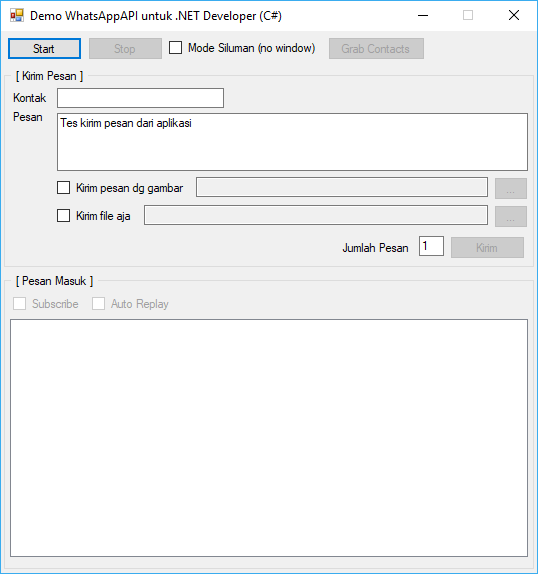 Demo WhatsAppAPI untuk .NET Developer (C#)
Start Stop Mode Siluman (no window) Grab Contacts
[ Kirim Pesan ]
Kontak
Pesan Tes kirim pesan dari aplikasi
Kirim pesan dg gambar ...
Kirim file aja ...
Jumlah Pesan 1 Kirim
[ Pesan Masuk ]
Subscribe Auto Replay